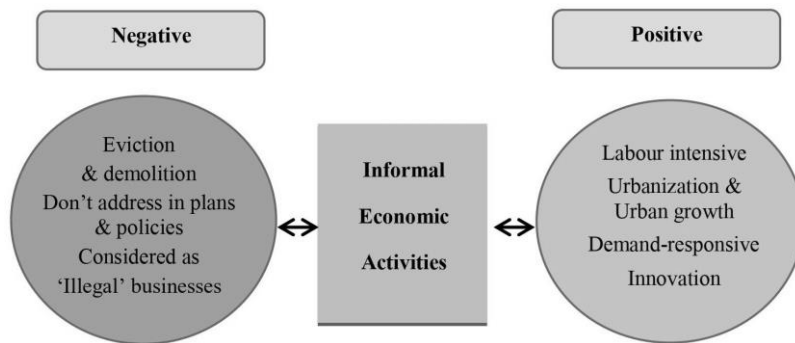 Negative
Positive
Eviction
& demolition
Don’t address in plans
& policies
Considered as
‘Illegal’ businesses
Informal
Economic
Activities
Labour intensive
Urbanization &
Urban growth
Demand-responsive
Innovation